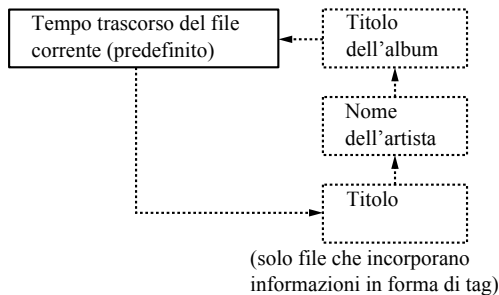 Tempo trascorso del file
corrente (predefinito)
Titolo
dell'album
Nome
dell'artista
Titolo
(solo file che incorporano
informazioni in forma di tag)